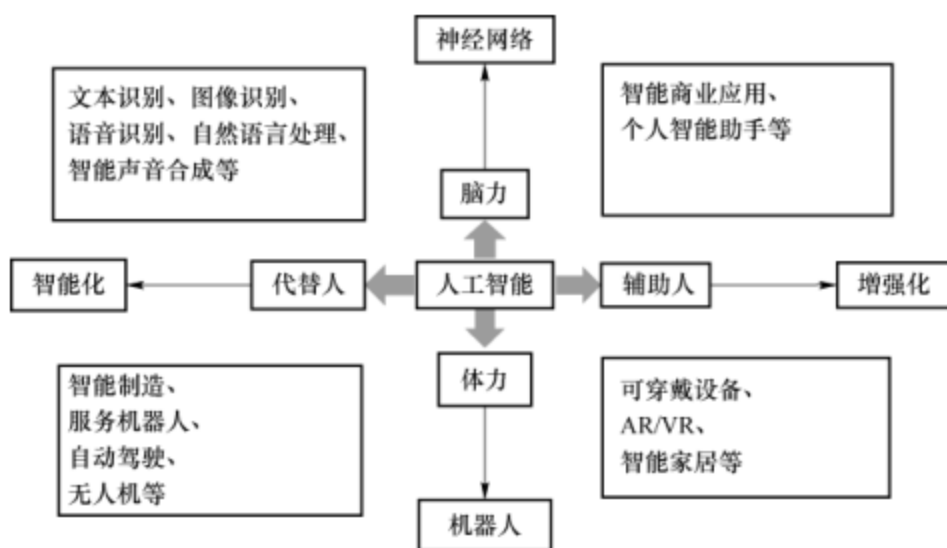 神经网络
文本识别、图像识别、
语音识别、自然语言处理、
智能声音合成等
智能商业应用、
个人智能助手等
脑力
智能化
代替人
人工智能
辅助人
增强化
体力
智能制造、
服务机器人、
自动驾驶、
无人机等
可穿戴设备、
AR/VR、
智能家居等
机器人